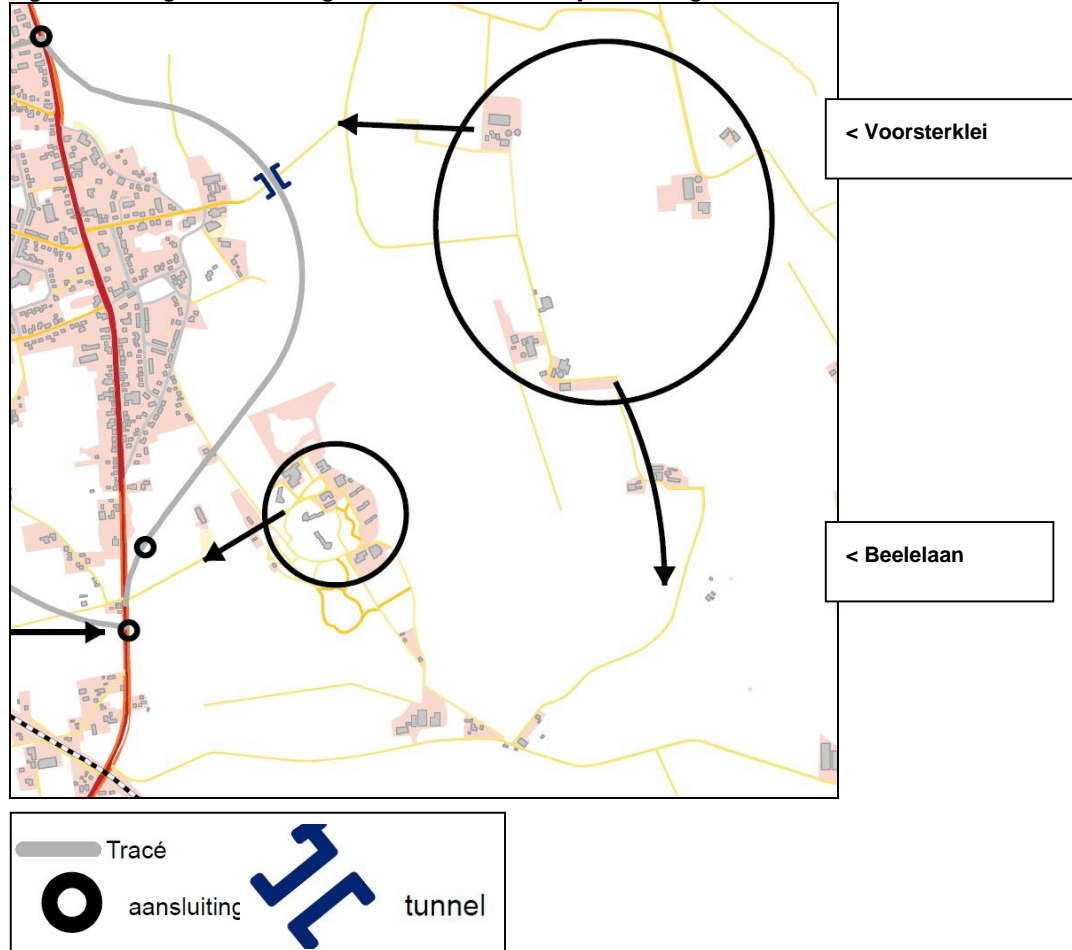 < Voorsterklei
< Beelelaan
Tracé
aansluiting
tunnel